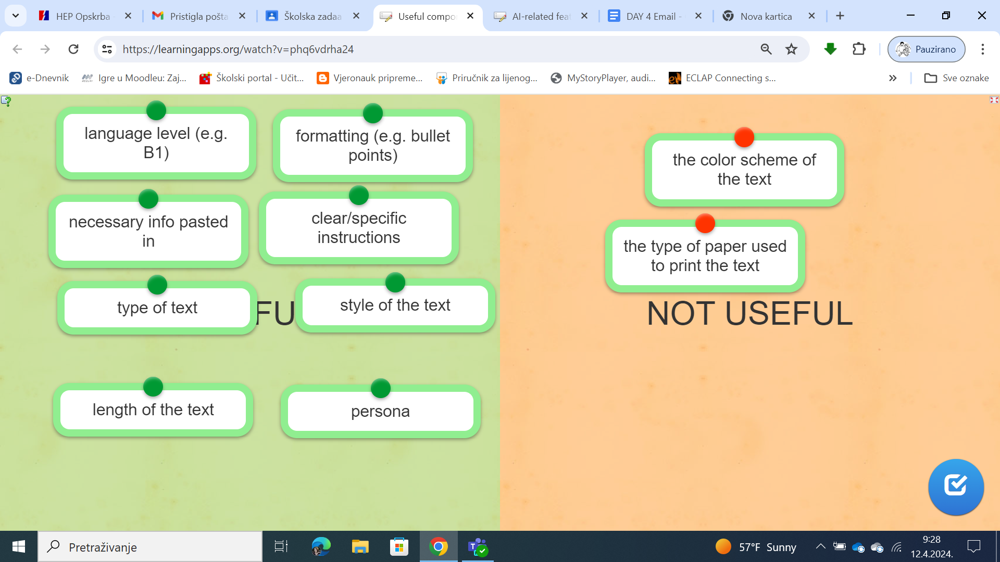 HEP Opskrba
Pristigla pošta
Školska zadaa
Useful compo
AI-related feat
DAY 4 Email -
Nova kartica
https://learningapps.org/watch?v=phq6vdrha24
Pauzirano
e-Dnevnik
Igre u Moodleu: Zaj...
Školski portal - Učit...
Vjeronauk pripreme...
Priručnik za lijenog...
MyStoryPlayer, audi...
ECLAP Connecting s...
Sve oznake
language level (e.g.
B1)
formatting (e.g. bullet
points)
necessary info pasted
in
clear/specific
instructions
type of text
FU
style of the text
length of the text
persona
the color scheme of
the text
the type of paper used
to print the text
NOT USEFUL
Pretraživanje
57°F Sunny
9:28
12.4.2024.